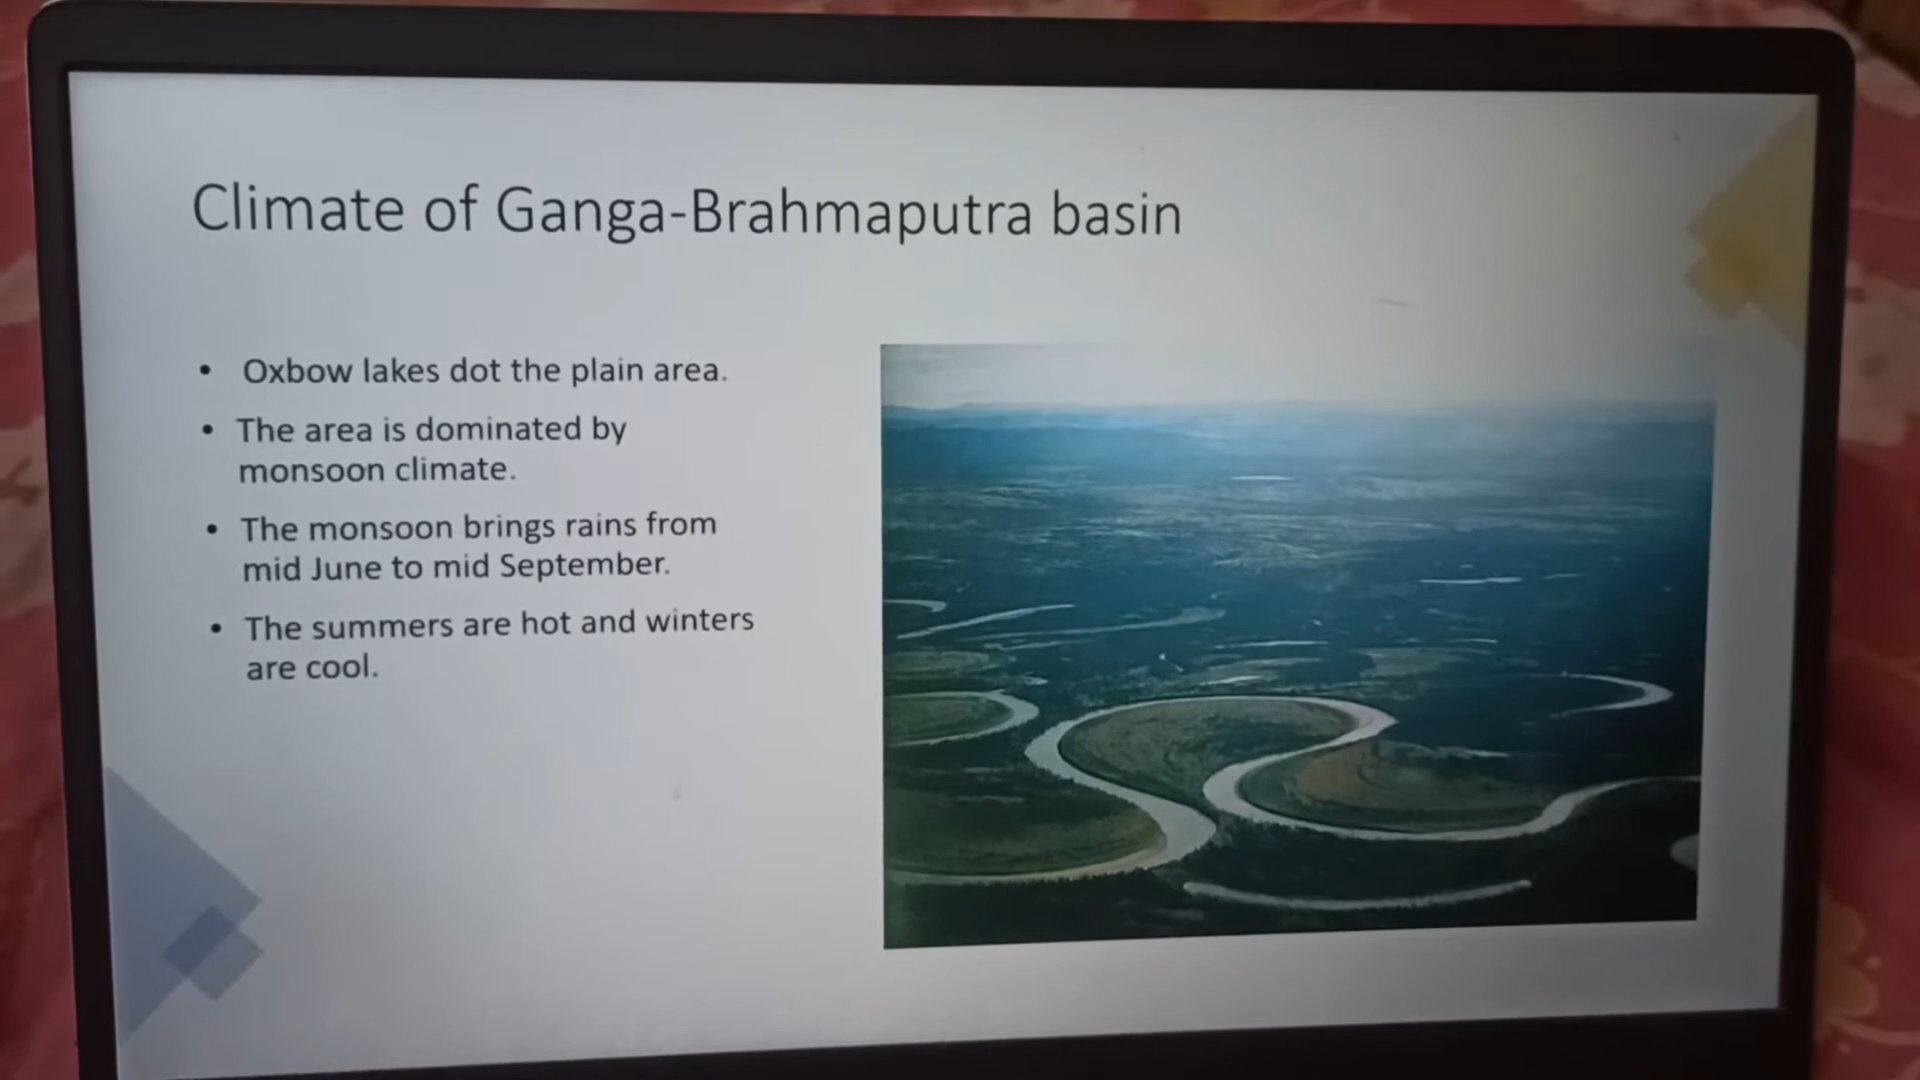 Climate of Ganga-Brahmaputra basin
• Oxbow lakes dot the plain area.
• The area is dominated by
monsoon climate.
• The monsoon brings rains from
mid June to mid September.
• The summers are hot and winters
are cool.